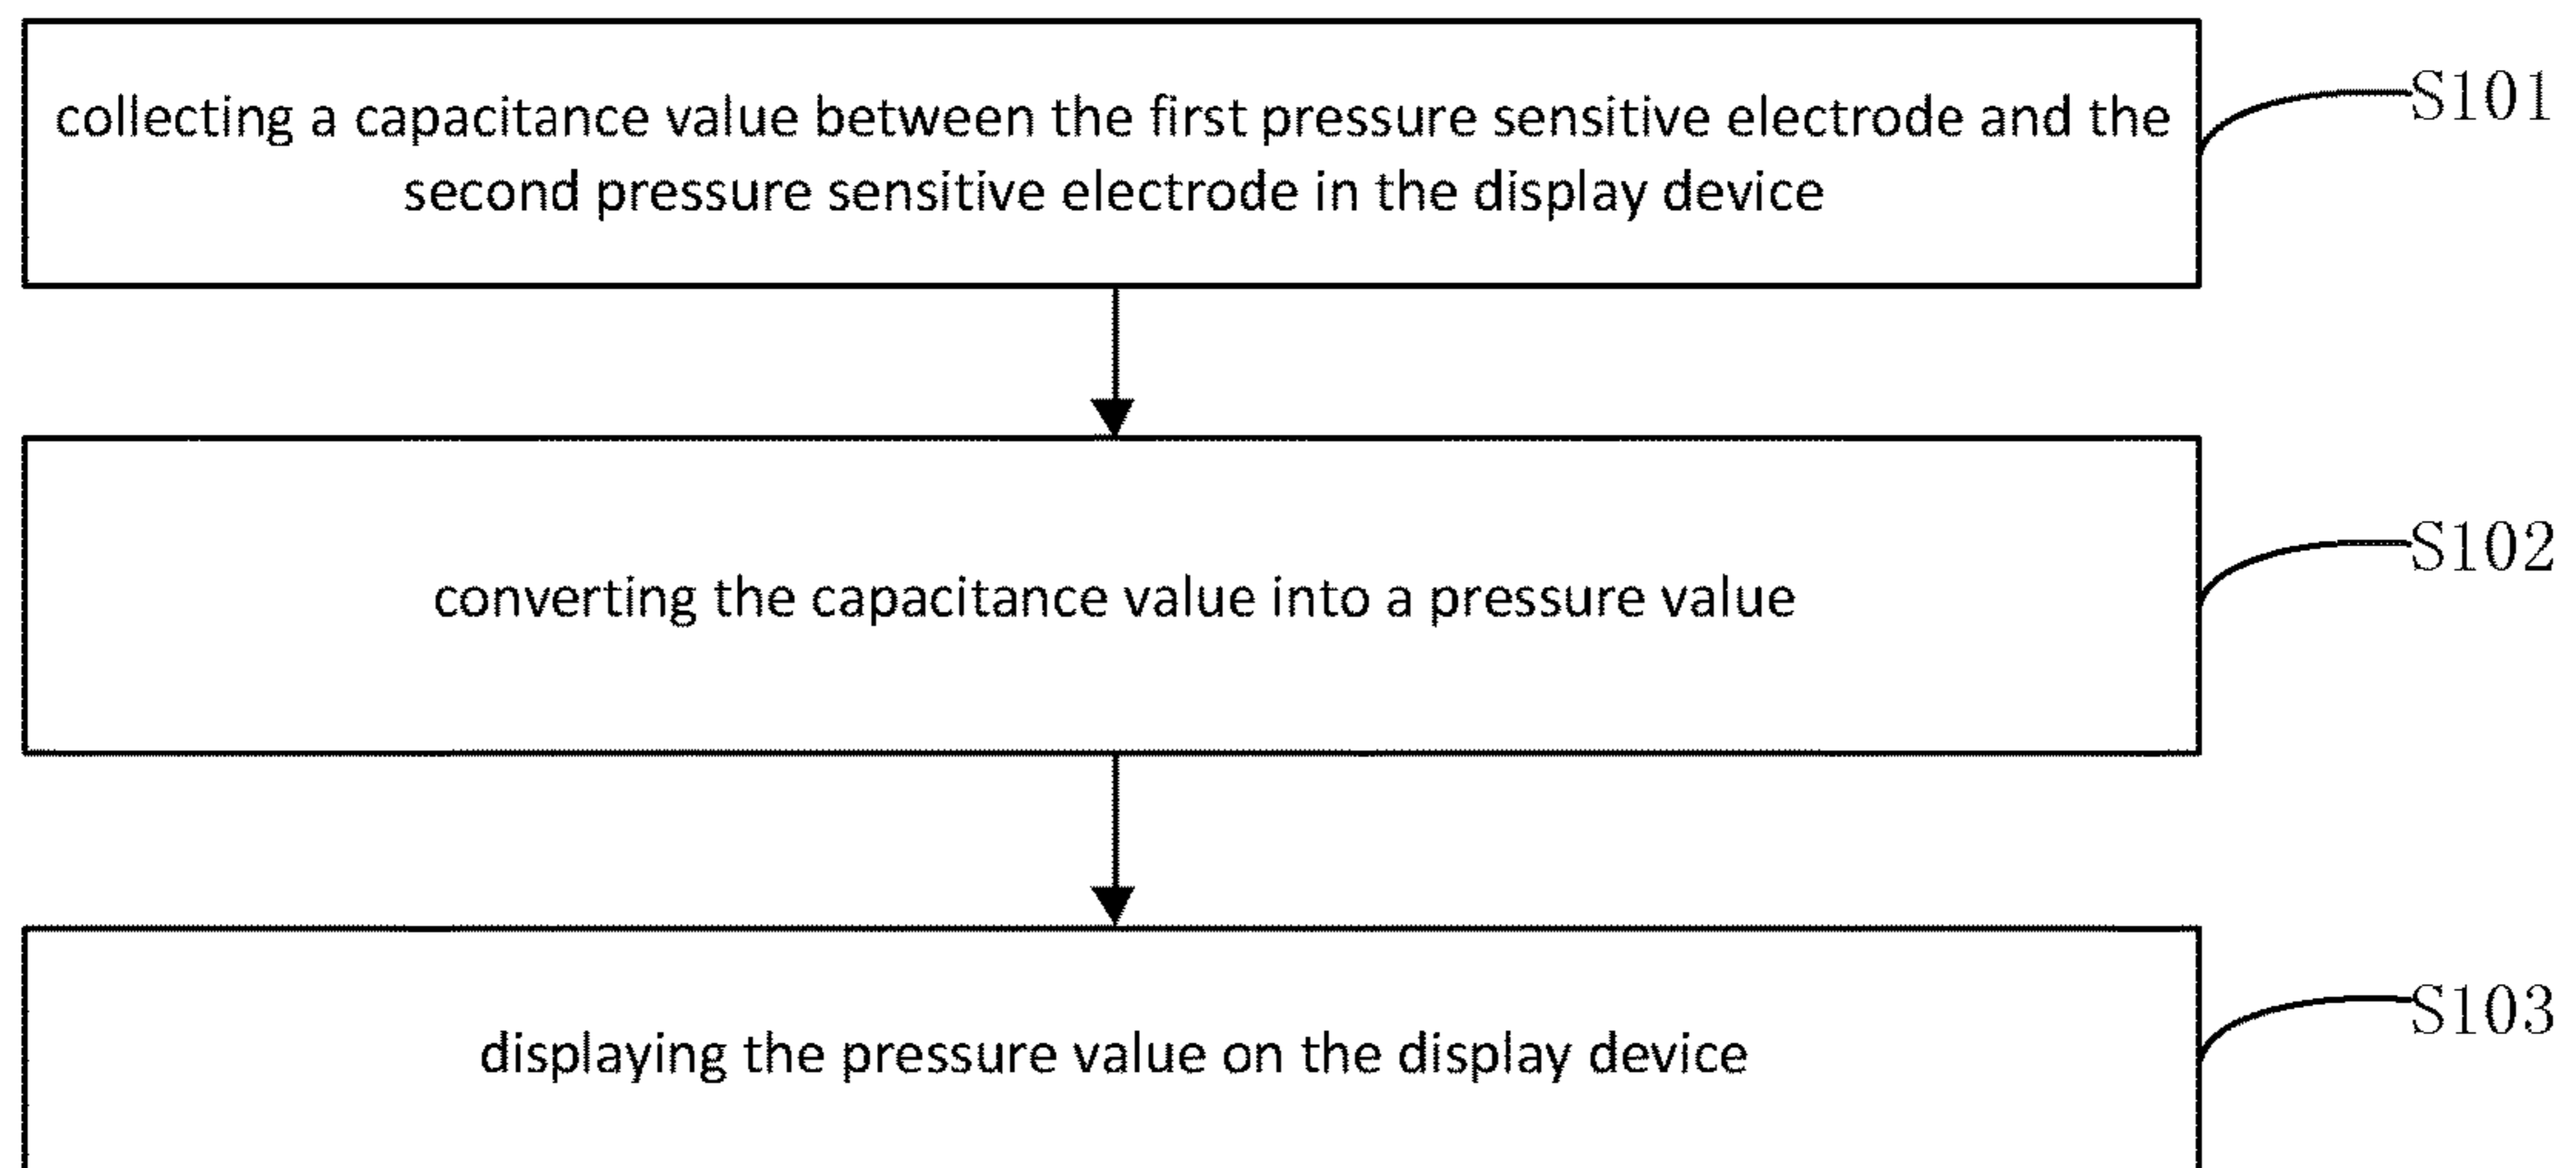 collecting a capacitance value between the first pressure sensitive electrode and the
second pressure sensitive electrode in the display device
S101
converting the capacitance value into a pressure value
S102
displaying the pressure value on the display device
S103